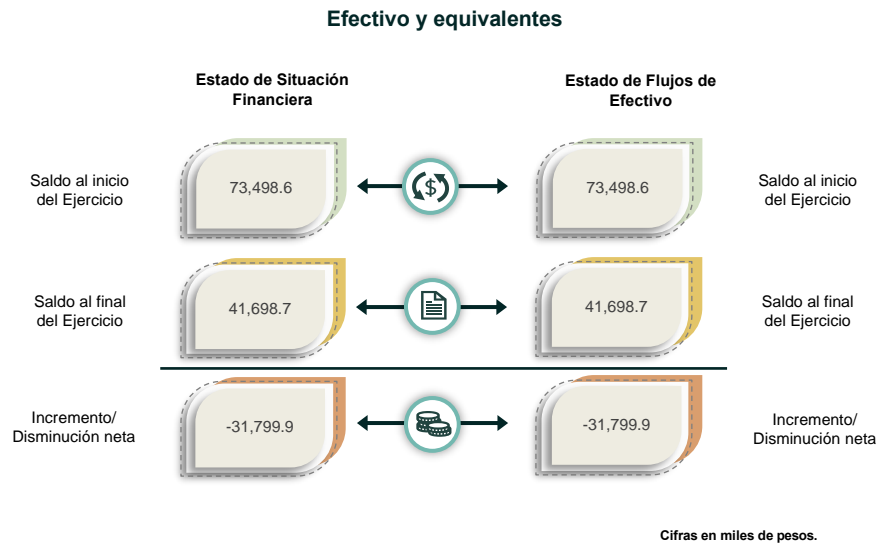 Efectivo y equivalentes
Estado de Situación
Financiera
Estado de Flujos de
Efectivo
Saldo al inicio
del Ejercicio
73,498.6
$
73,498.6
Saldo al inicio
del Ejercicio
Saldo al final
del Ejercicio
41,698.7
41,698.7
Saldo al final
del Ejercicio
Incremento/
Disminución neta
-31,799.9
-31,799.9
Incremento/
Disminución neta
Cifras en miles de pesos.